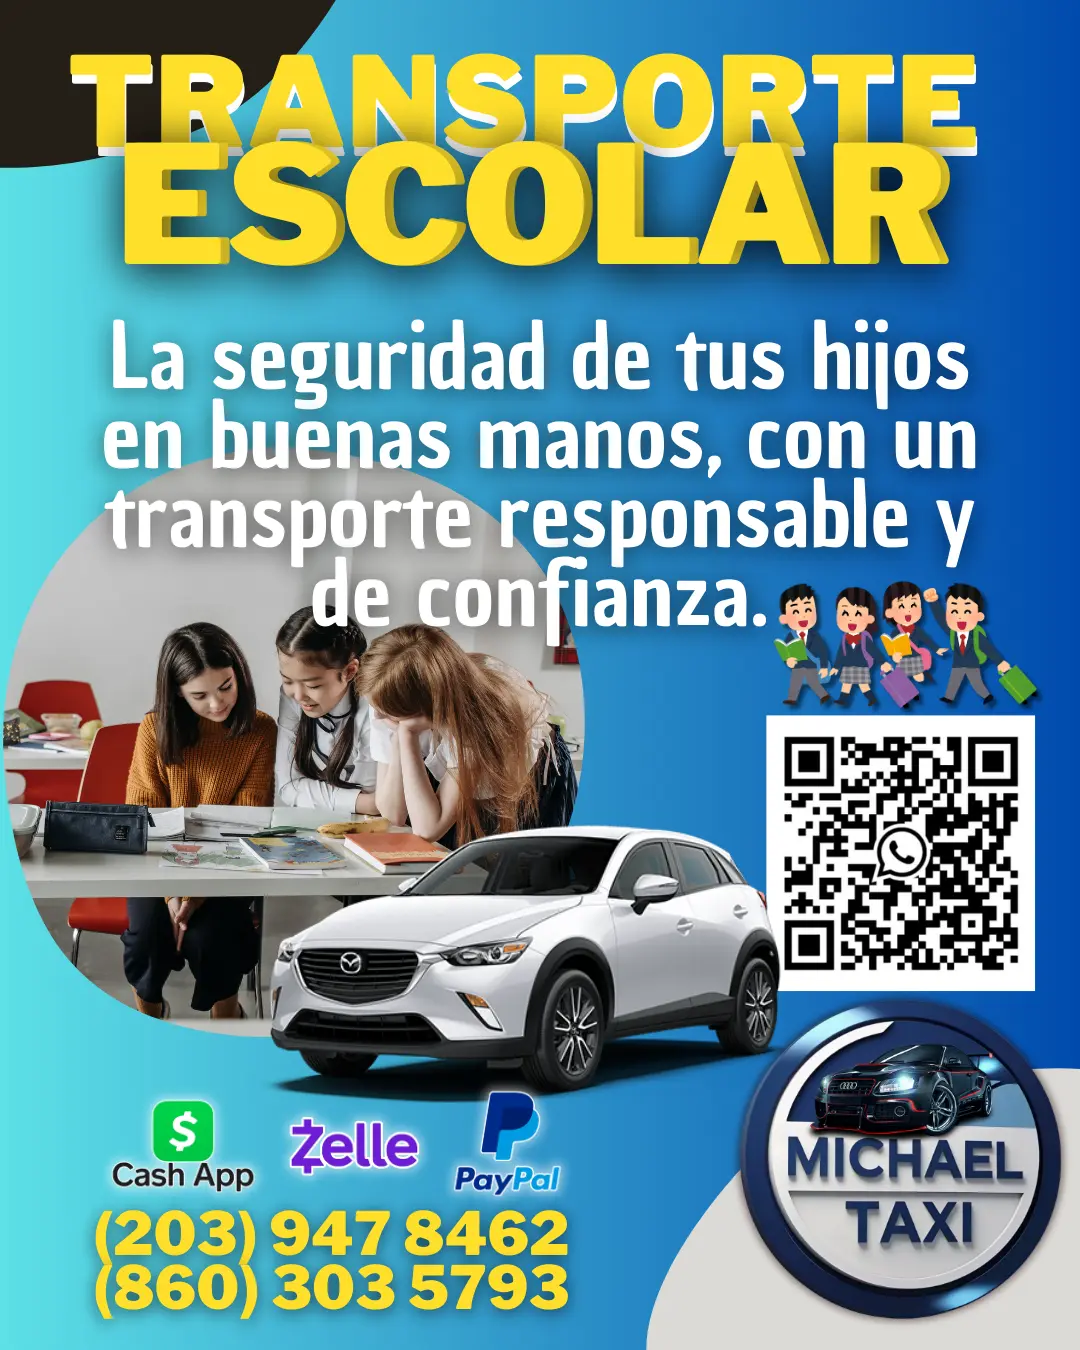 TRANSPORTE
ESCOLAR
La seguridad de tus hijos
en buenas manos, con un
transporte responsable y
de confianza.
$
Cash App
Zelle
P
PayPal
(203) 947 8462
(860) 303 5793
MICHAEL
TAXI